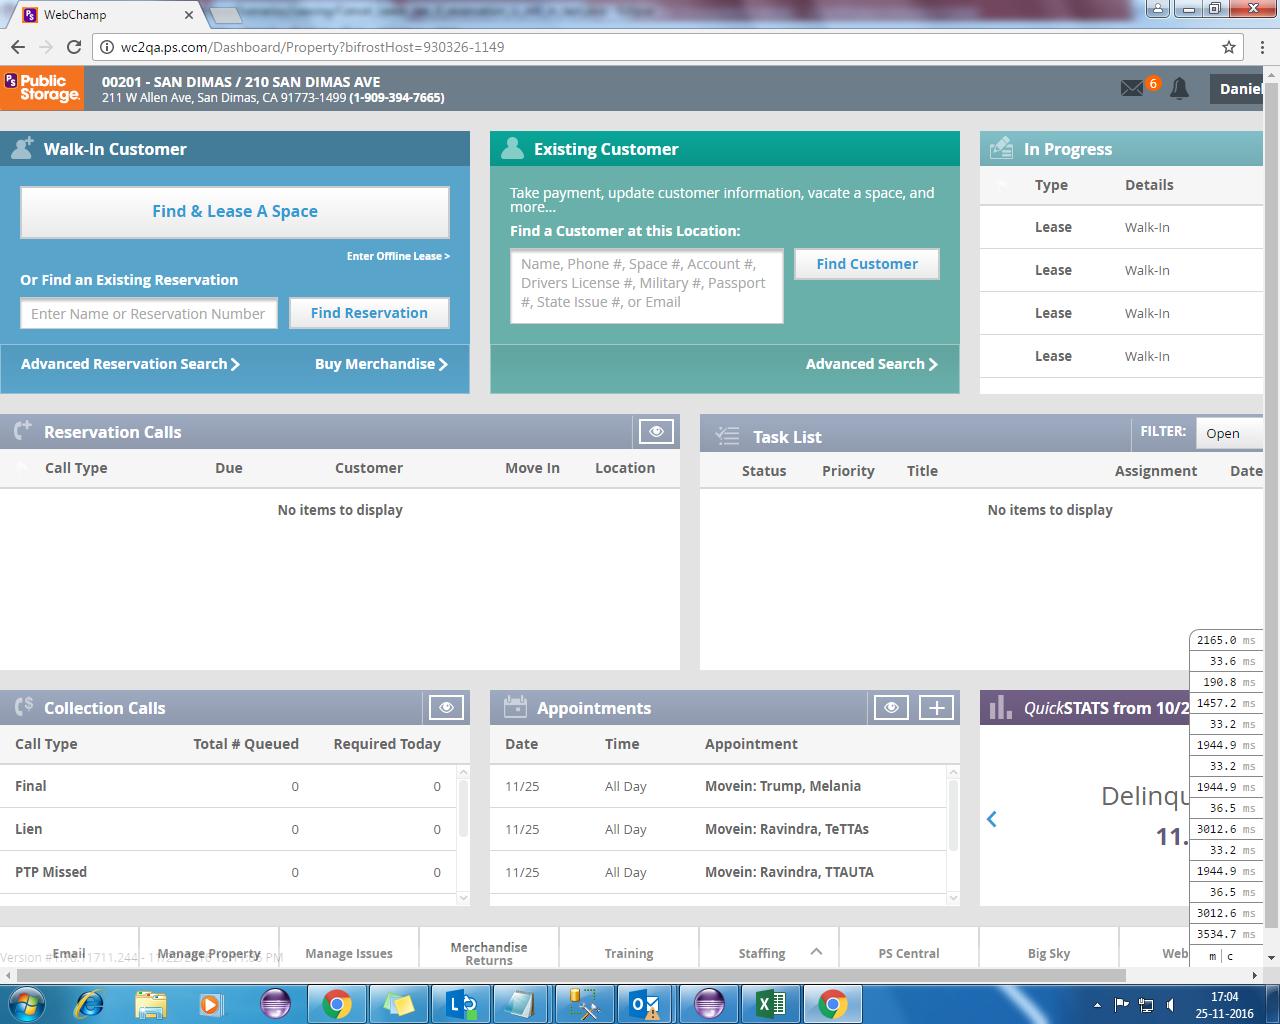 WebChamp
wc2qa.ps.com/Dashboard/Property?bifrostHost=930326-1149
PS Public Storage.
00201 - SAN DIMAS / 210 SAN DIMAS AVE
211 W Allen Ave, San Dimas, CA 91773-1499 (1-909-394-7665)
6
Daniel
Walk-In Customer
Find & Lease A Space
Enter Offline Lease >
Or Find an Existing Reservation
Enter Name or Reservation Number
Find Reservation
Advanced Reservation Search
Buy Merchandise
Existing Customer
Take payment, update customer information, vacate a space, and
more...
Find a Customer at this Location:
Name, Phone #, Space #, Account #,
Drivers License #, Military #, Passport
#, State Issue #, or Email
Find Customer
Advanced Search
In Progress
Type Details
Lease Walk-In
Lease Walk-In
Lease Walk-In
Lease Walk-In
Reservation Calls
Call Type Due Customer Move In Location
No items to display
Task List
FILTER: Open
Status Priority Title Assignment Date
No items to display
Collection Calls
Call Type Total # Queued Required Today
Final 0 0
Lien 0 0
PTP Missed 0 0
Appointments
Date Time Appointment
11/25 All Day Movein: Trump, Melania
11/25 All Day Movein: Ravindra, TeTTAs
11/25 All Day Movein: Ravindra, TTAUTA
QuickSTATS from 10/2
Delinqu
11.
2165.0 ms
33.6 ms
190.8 ms
1457.2 ms
33.2 ms
1944.9 ms
33.2 ms
1944.9 ms
36.5 ms
3012.6 ms
33.2 ms
1944.9 ms
36.5 ms
3012.6 ms
3534.7 ms
m | c
Email
Manage Property
Manage Issues
Merchandise
Returns
Training
Staffing
PS Central
Big Sky
Web
Version
17:04
25-11-2016